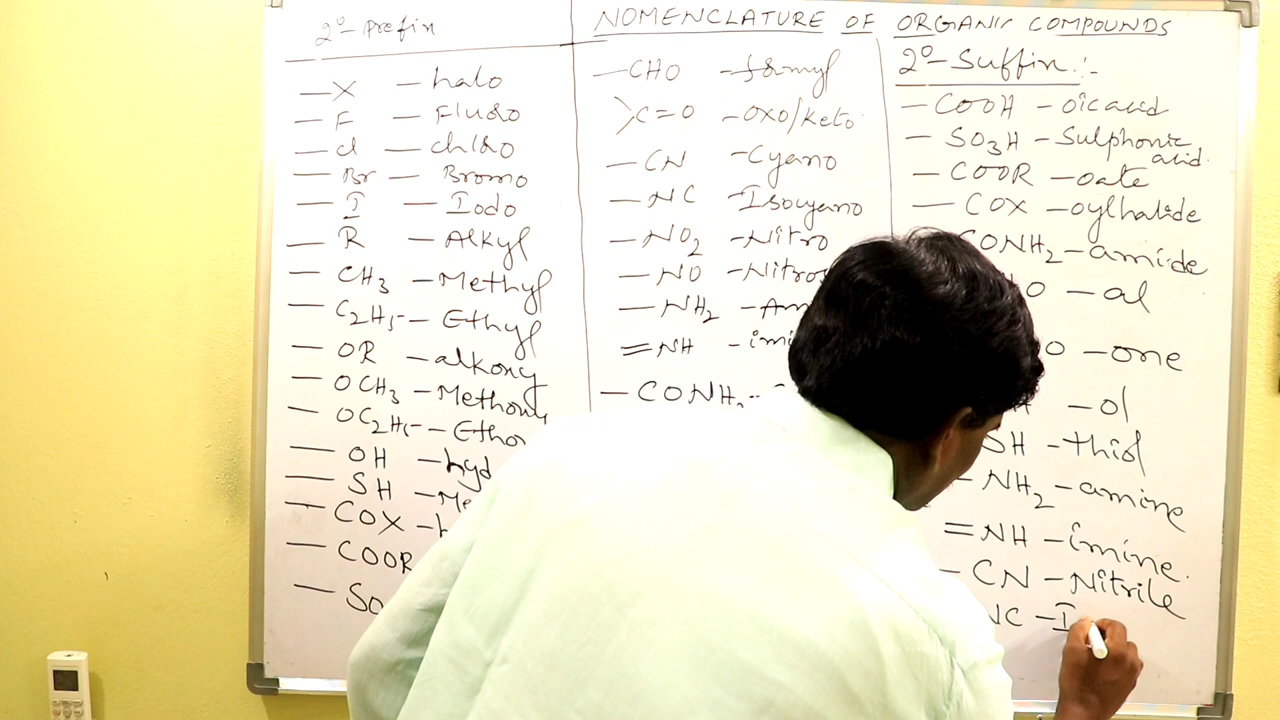 2°-Prefix
— X — halo
— F — Fluoro
— Cl — chloro
— Br — Bromo
— I — Iodo
— R — Alkyl
— CH3 — Methyl
— C2H5 — Ethyl
— OR — alkoxy
— OCH3 — Methoxy
— OC2H5 —
— OH —
— SH —
— COX —
— COOR
NOMENCLATURE OF ORGANIC COMPOUNDS
— CHO — formyl
>C=O — OXO/Keto
— CN — Cyano
— NC — Isocyano
— NO2 — Nitro
— NO —
— NH2 —
=NH —
— CONH2 —
2°-Suffix:-
— COOH — oic acid
— SO3H — Sulphonic
acid.
— COOR — oate
— COX — oylhalide
CONH2 — amide
— al
— one
— ol
SH — thiol
— NH2 — amine
=NH — imine.
— CN — Nitrile
NC — I